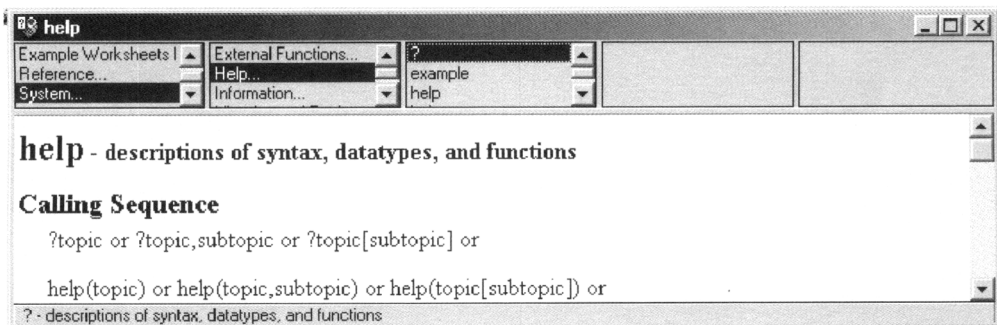 help
Example Worksheets
External Functions...
?
Reference...
Help...
example
System...
Information...
help
help - descriptions of syntax, datatypes, and functions
Calling Sequence
?topic or ?topic,subtopic or ?topic[subtopic] or
help(topic) or help(topic,subtopic) or help(topic[subtopic]) or
? - descriptions of syntax, datatypes, and functions